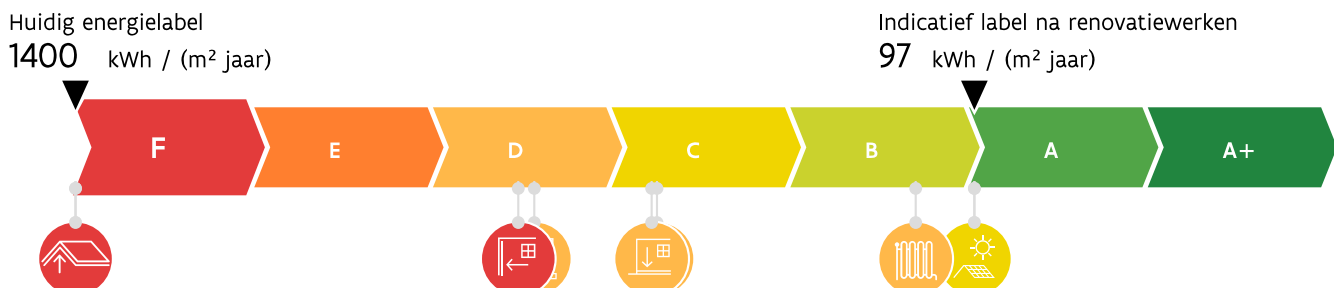 Huidig energielabel
1400 kWh / (m² jaar)
Indicatief label na renovatiewerken
97 kWh / (m² jaar)
F E D C B A A+